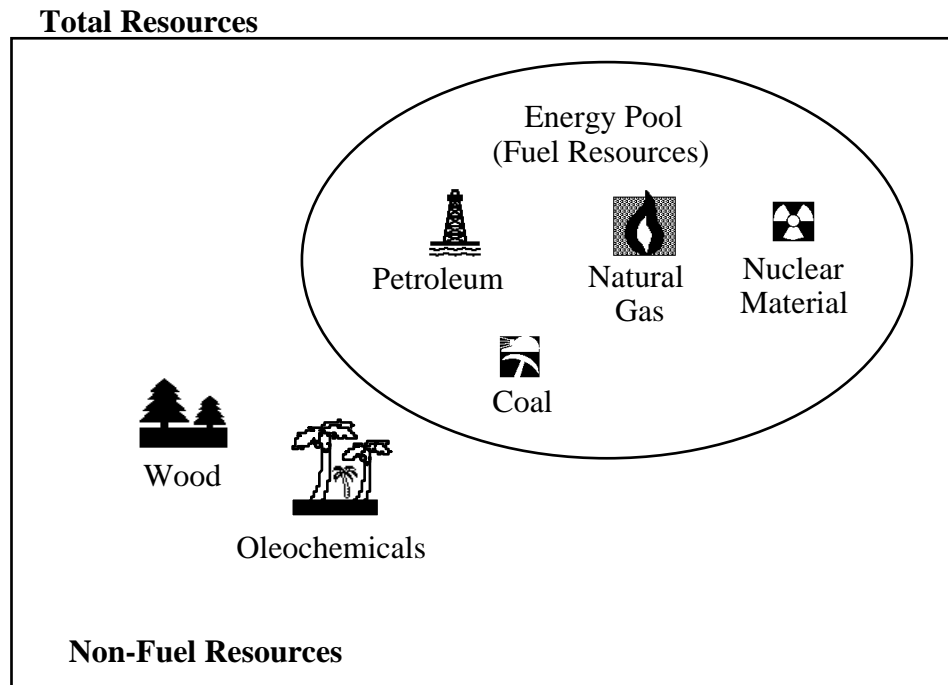 Total Resources
Energy Pool
(Fuel Resources)
Petroleum
Natural
Gas
Nuclear
Material
Coal
Wood
Oleochemicals
Non-Fuel Resources